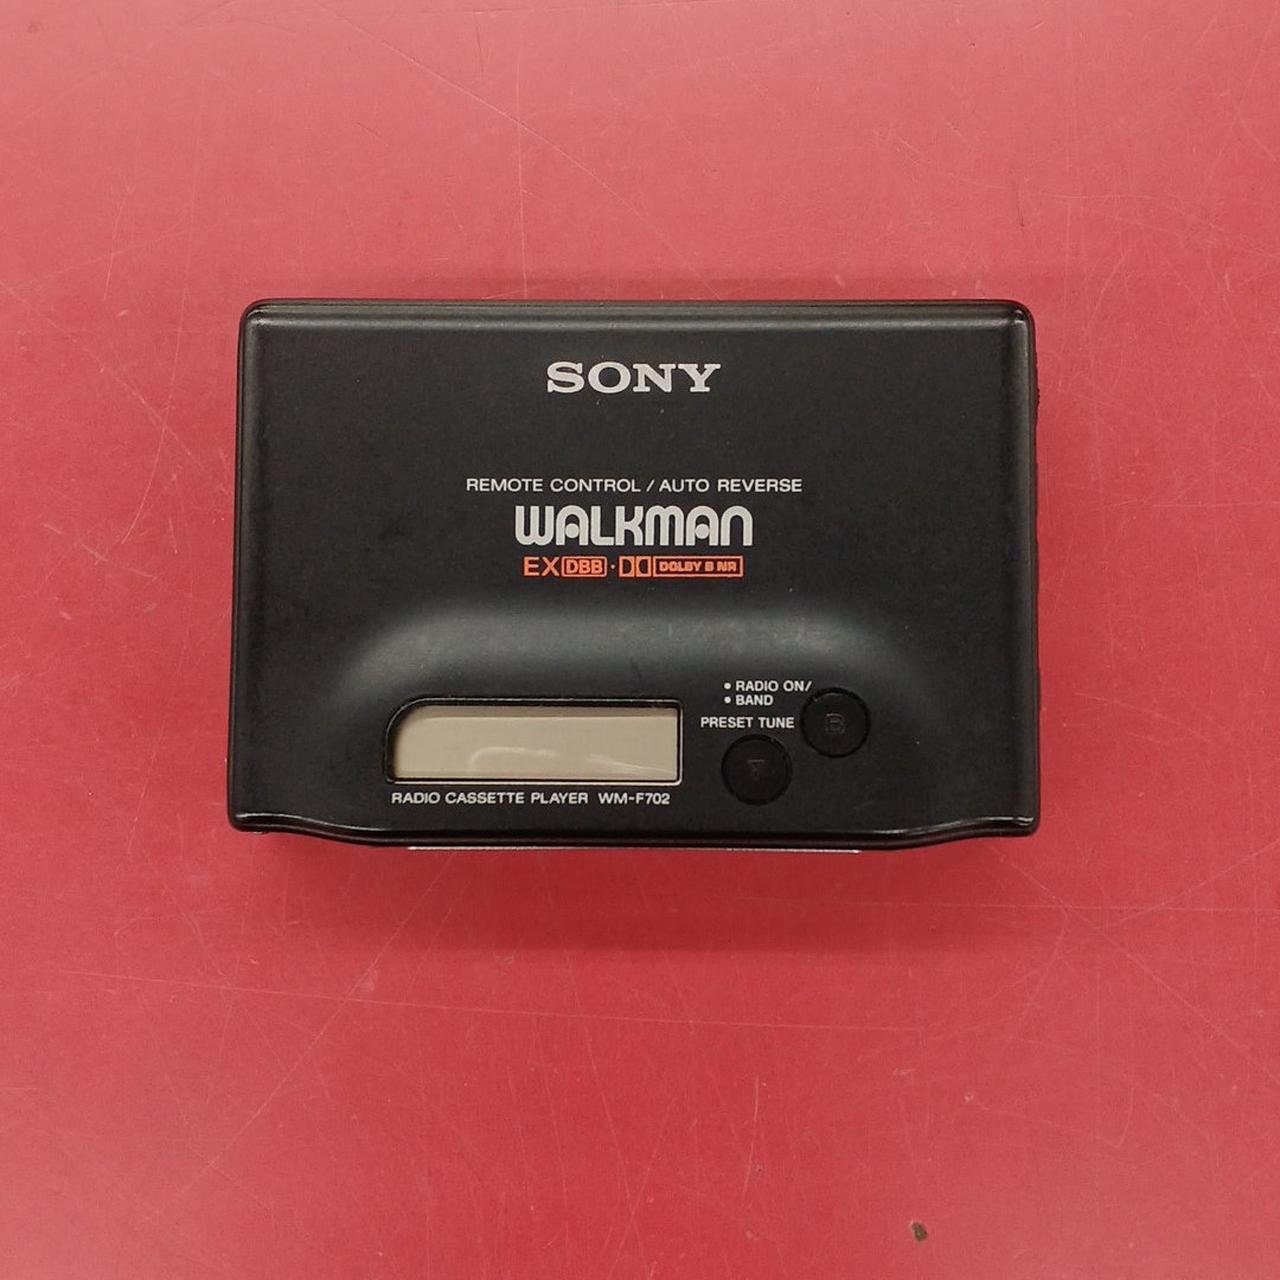 SONY
REMOTE CONTROL / AUTO REVERSE
WALKMAN
EX DBB · DOLBY B NR
• RADIO ON/
• BAND
PRESET TUNE
B
RADIO CASSETTE PLAYER WM-F702